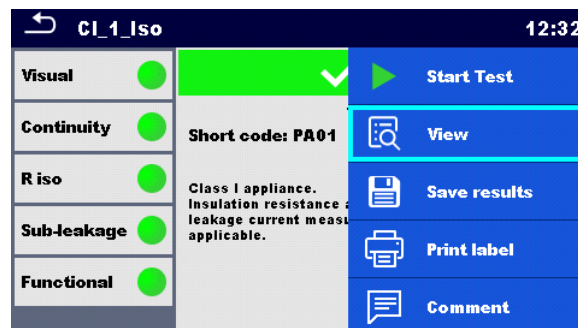 Cl_1_Iso
12:32
Visual
Continuity
R iso
Sub-leakage
Functional
Short code: PA01
Class I appliance.
Insulation resistance
leakage current
applicable.
Start Test
View
Save results
Print label
Comment